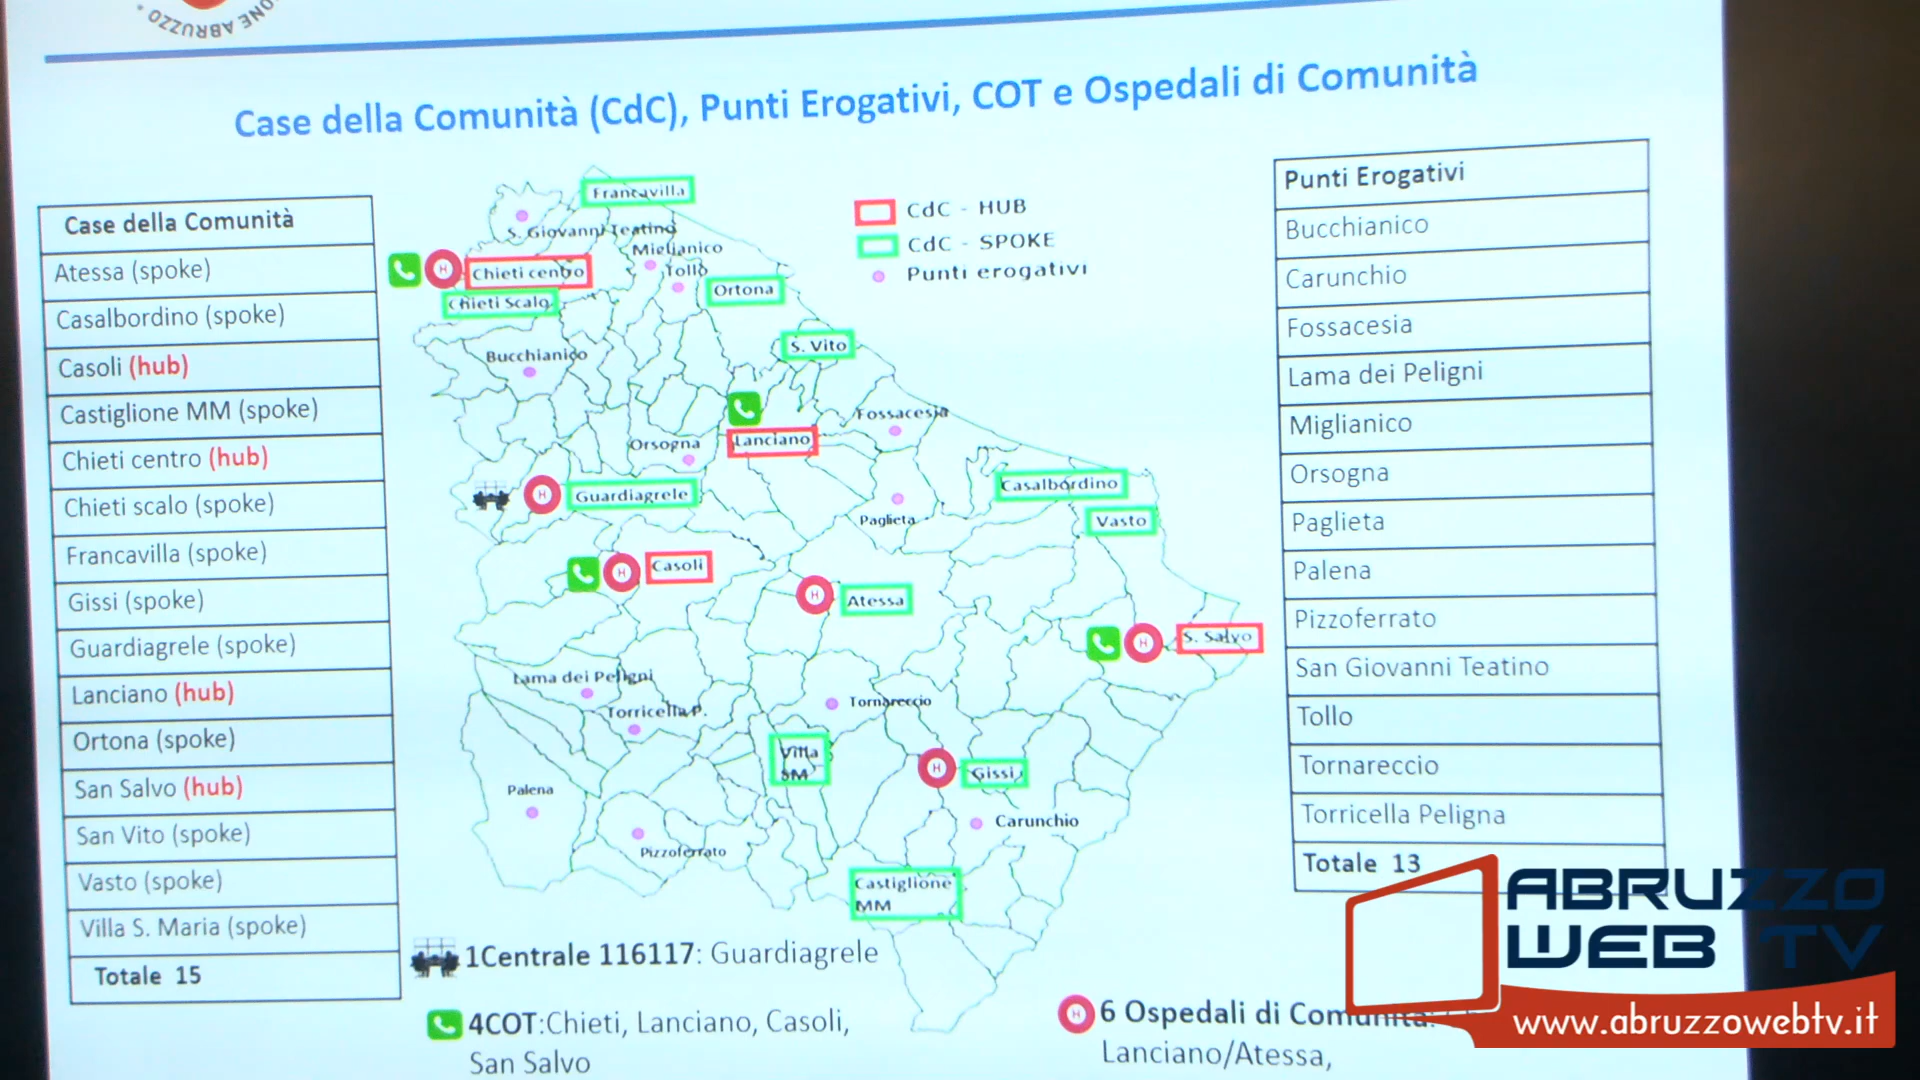 Case della Comunità (CdC), Punti Erogativi, COT e Ospedali di Comunità
Case della Comunità
Atessa (spoke)
Casalbordino (spoke)
Casoli (hub)
Castiglione MM (spoke)
Chieti centro (hub)
Chieti scalo (spoke)
Francavilla (spoke)
Gissi (spoke)
Guardiagrele (spoke)
Lanciano (hub)
Ortona (spoke)
San Salvo (hub)
San Vito (spoke)
Vasto (spoke)
Villa S. Maria (spoke)
Totale 15
Francavilla
S. Giovanni Teatino
Miglianico
Chieti centro
Tollo
Chieti Scalo
Ortona
S. Vito
Bucchianico
Fossacesia
Lanciano
Orsogna
Guardiagrele
Casalbordino
Paglieta
Vasto
Casoli
Atessa
S. Salvo
Lama dei Peligni
Tornareccio
Torricella P.
Villa
SM
Gissi
Palena
Carunchio
Pizzoferrato
Castiglione
MM
CdC - HUB
CdC - SPOKE
Punti erogativi
Punti Erogativi
Bucchianico
Carunchio
Fossacesia
Lama dei Peligni
Miglianico
Orsogna
Paglieta
Palena
Pizzoferrato
San Giovanni Teatino
Tollo
Tornareccio
Torricella Peligna
Totale 13
1Centrale 116117: Guardiagrele
4COT:Chieti, Lanciano, Casoli,
San Salvo
6 Ospedali di Comunità:
Lanciano/Atessa,
ABRUZZO
WEB TV
www.abruzzowebtv.it